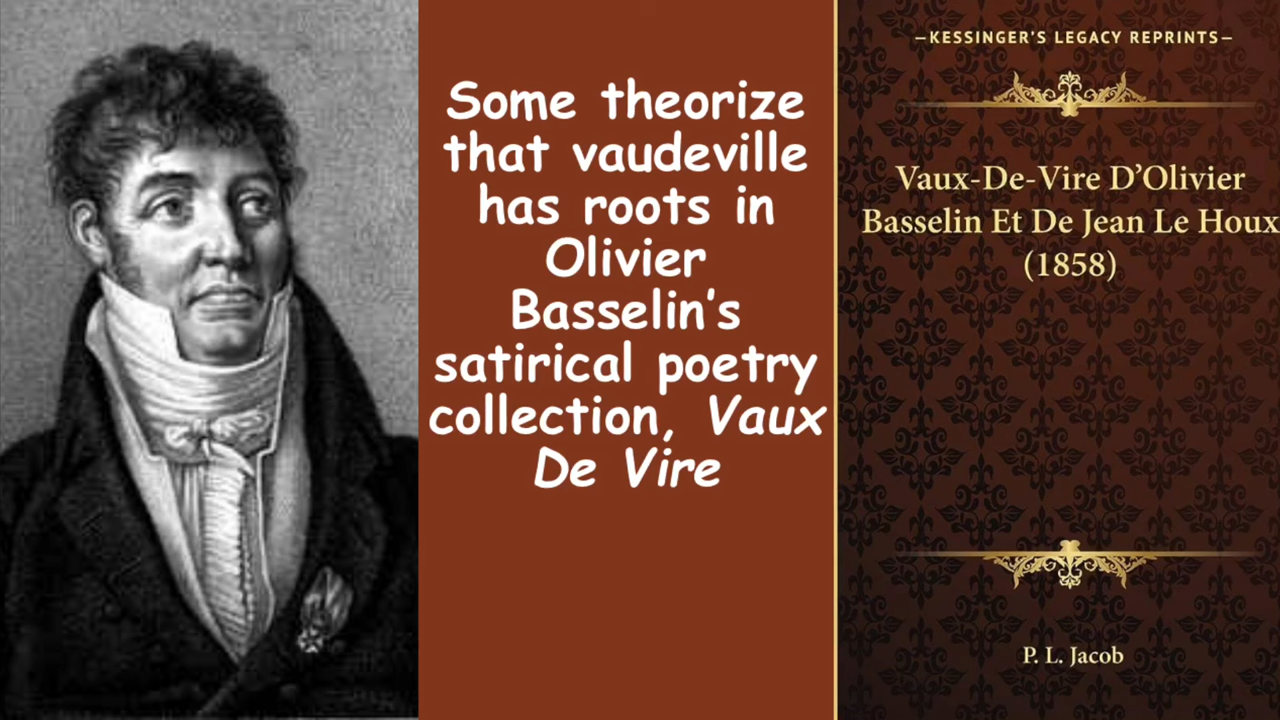 Some theorize
that vaudeville
has roots in
Olivier
Basselin's
satirical poetry
collection, Vaux
De Vire
—KESSINGER'S LEGACY REPRINTS—
Vaux-De-Vire D'Olivier
Basselin Et De Jean Le Houx
(1858)
P. L. Jacob